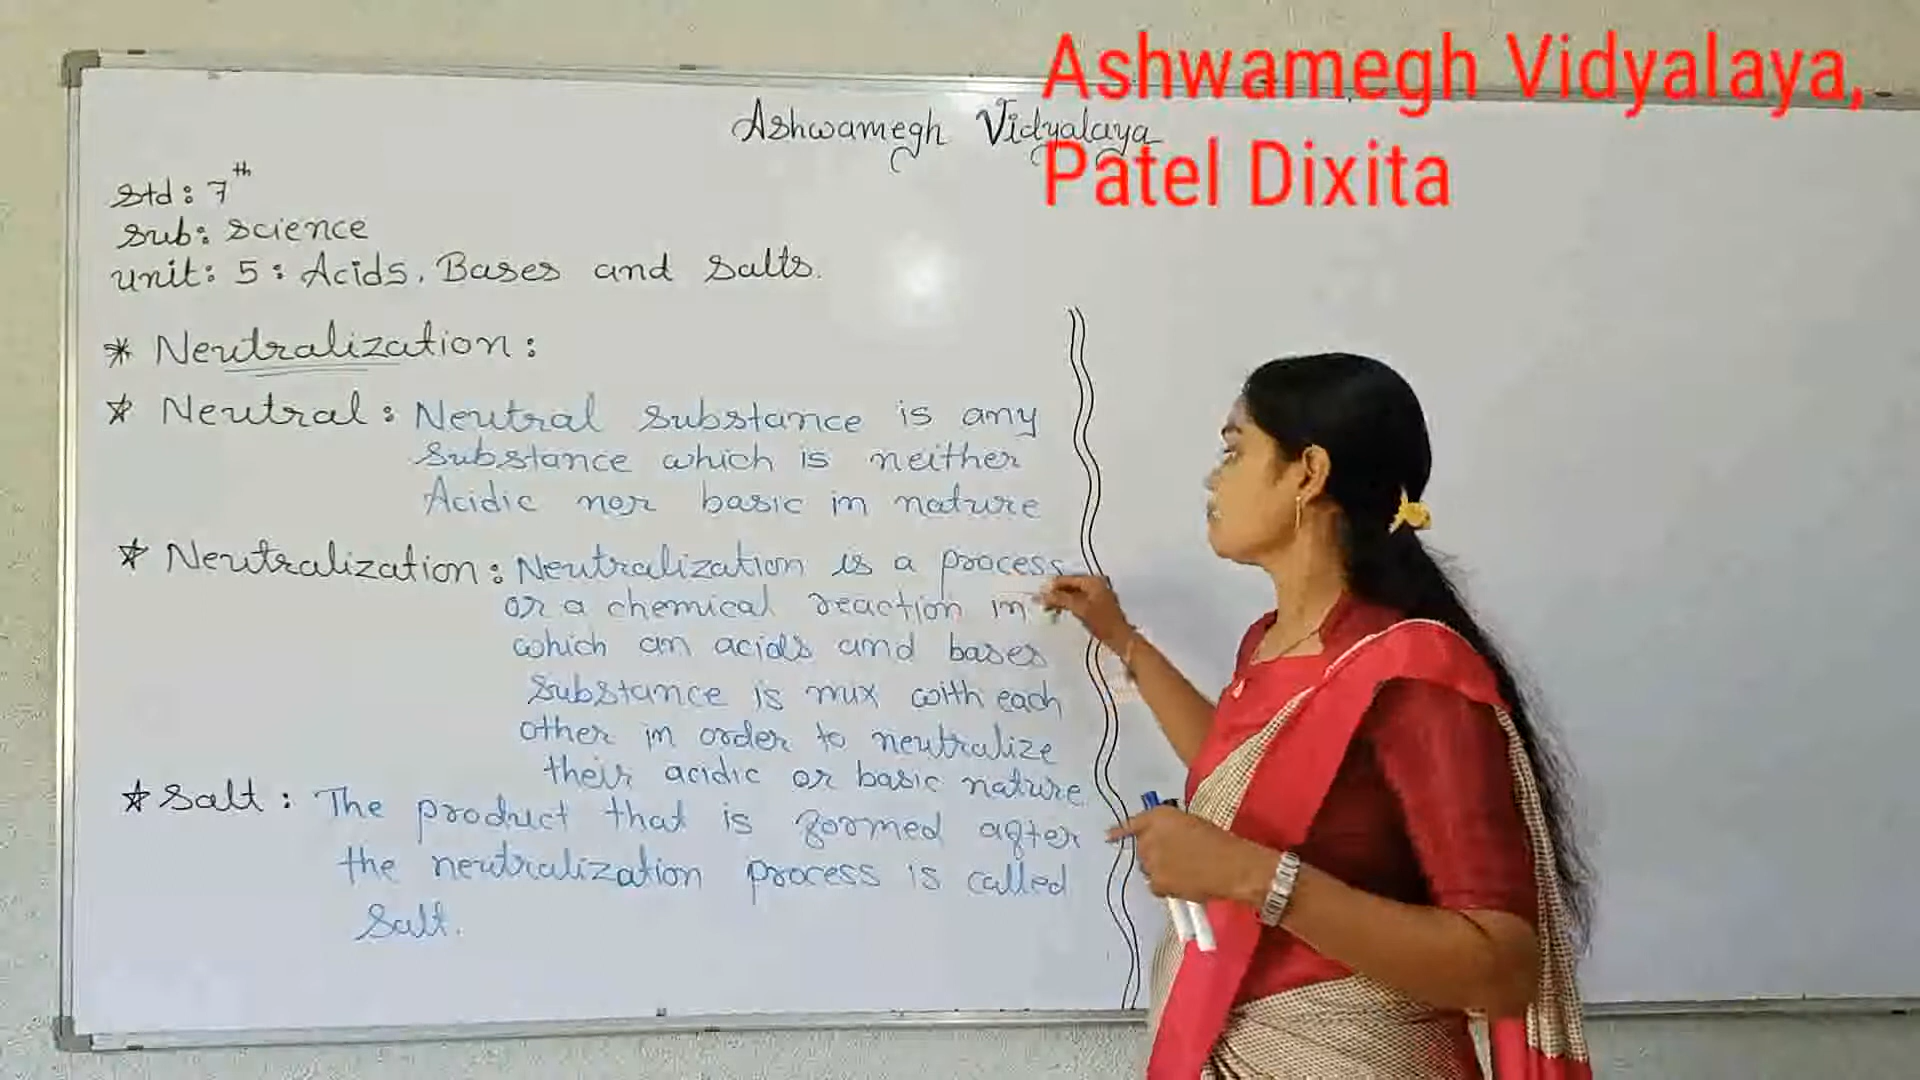 Ashwamegh Vidyalaya,
Patel Dixita
Ashwamegh Vidyalaya
Std: 7th
Sub: Science
unit: 5: Acids, Bases and Salts.
* Neutralization:
* Neutral: Neutral substance is any
substance which is neither
Acidic nor basic in nature
* Neutralization: Neutralization is a process
or a chemical reaction in
which an acids and bases
Substance is mix with each
other in order to neutralize
their acidic or basic nature
* Salt: The product that is formed after
the neutralization process is called
Salt.